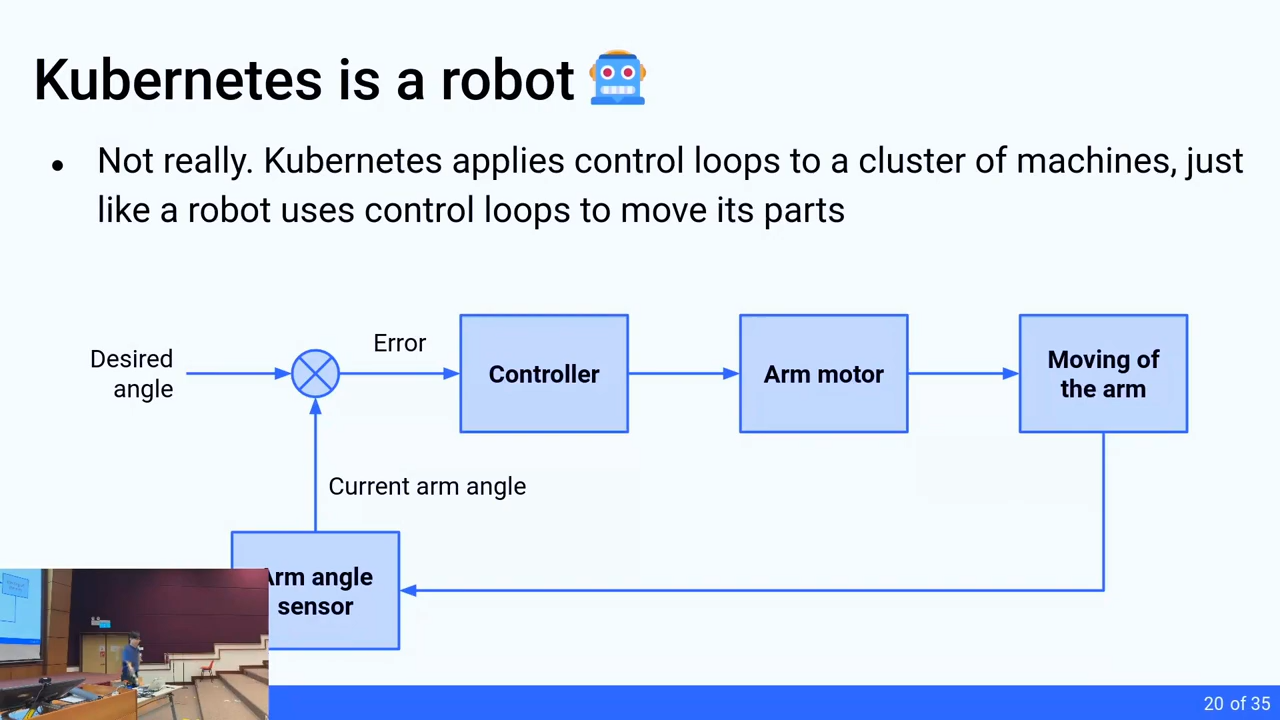 Kubernetes is a robot 🤖
● Not really. Kubernetes applies control loops to a cluster of machines, just
like a robot uses control loops to move its parts
Desired
angle
Error
Controller
Arm motor
Moving of
the arm
Current arm angle
Arm angle
sensor
20 of 35